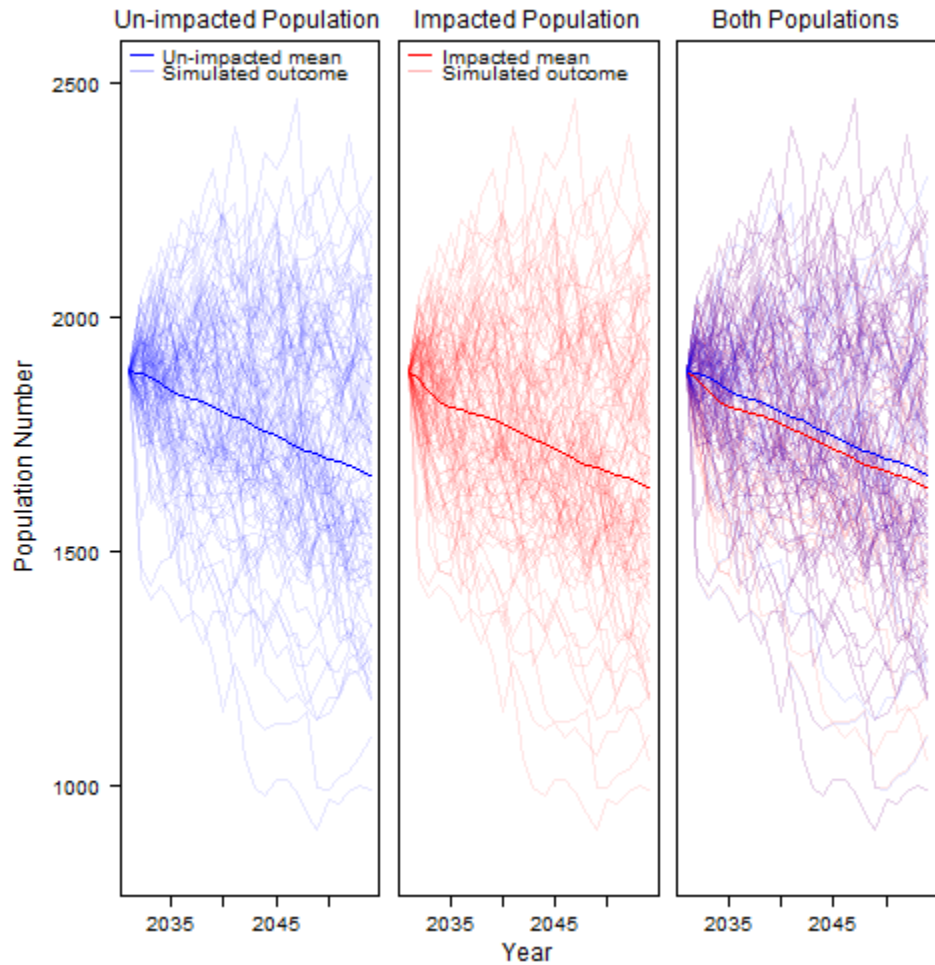 Un-impacted Population
Impacted Population
Both Populations
Un-impacted mean
Simulated outcome
Impacted mean
Simulated outcome
2500
2000
1500
1000
Population Number
2035
2045
2035
2045
2035
2045
Year